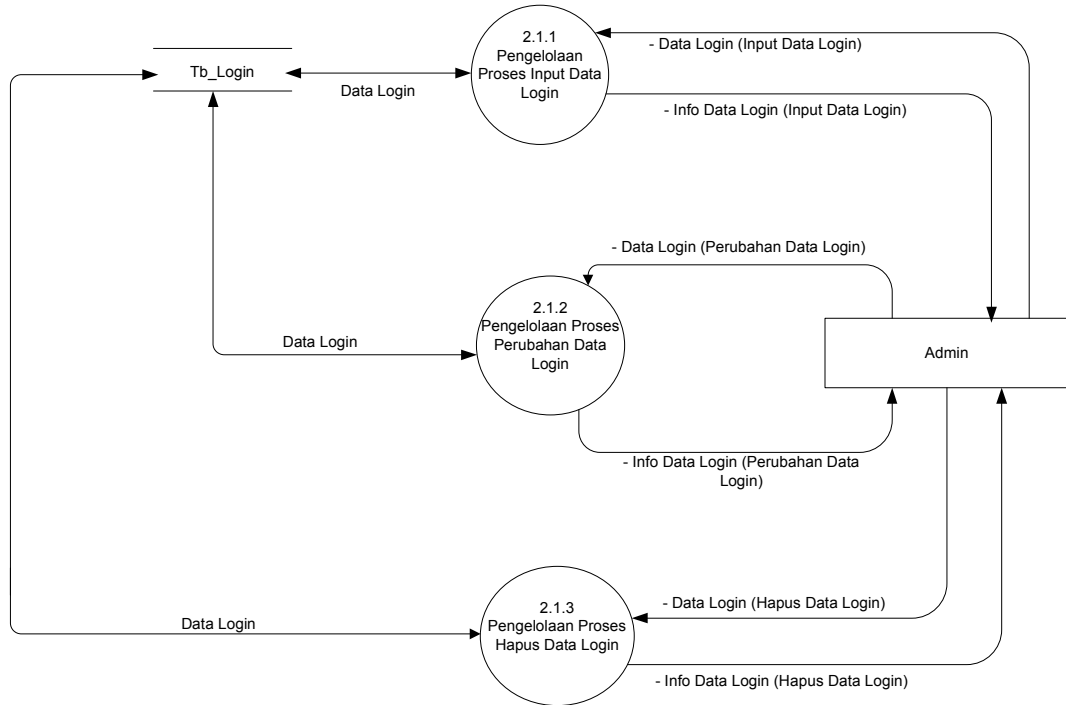 2.1.1
Pengelolaan
Proses Input Data
Login
- Data Login (Input Data Login)
Tb_Login
Data Login
- Info Data Login (Input Data Login)
- Data Login (Perubahan Data Login)
2.1.2
Pengelolaan Proses
Perubahan Data
Login
Data Login
Admin
- Info Data Login (Perubahan Data
Login)
2.1.3
Pengelolaan Proses
Hapus Data Login
- Data Login (Hapus Data Login)
Data Login
- Info Data Login (Hapus Data Login)